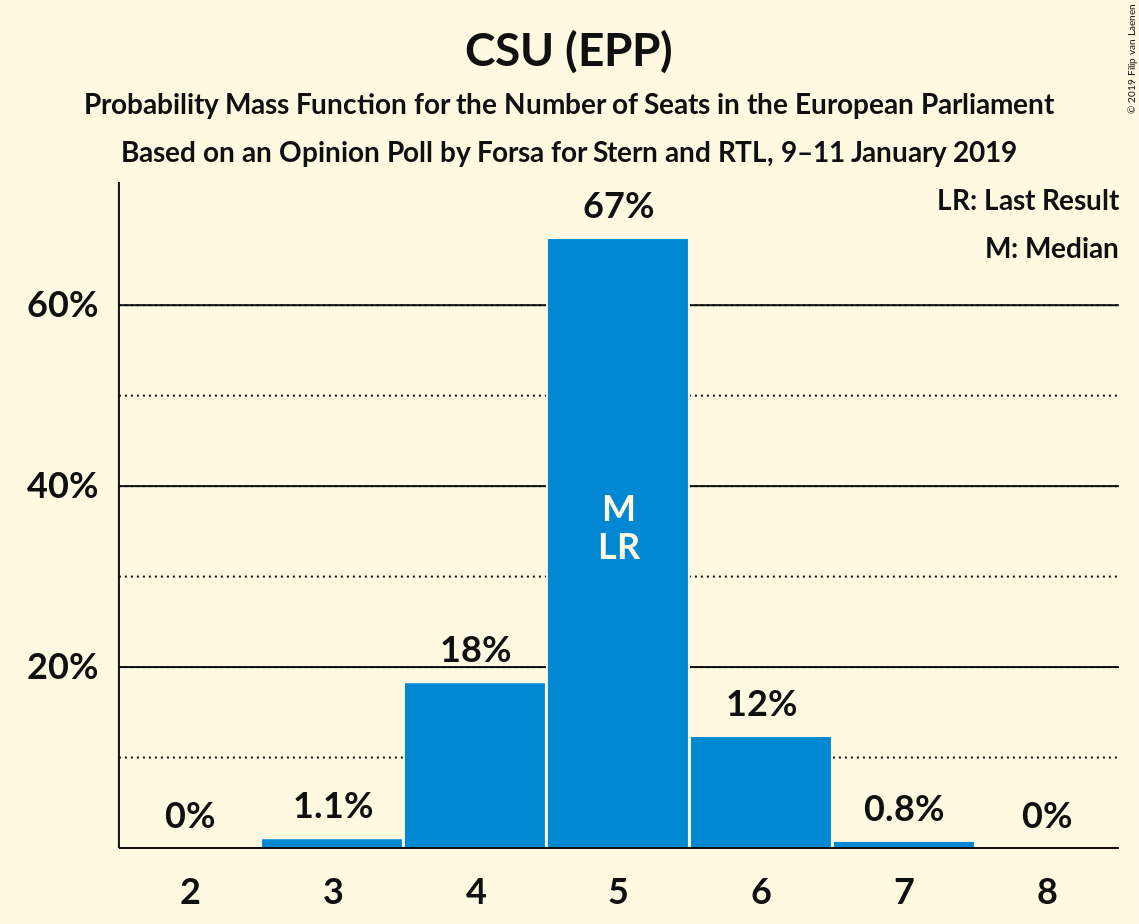 CSU (EPP)
Probability Mass Function for the Number of Seats in the European Parliament
Based on an Opinion Poll by Forsa for Stern and RTL, 9–11 January 2019
© 2019 Filip van Laenen
LR: Last Result
M: Median
67%
60%
40%
M
LR
20%
18%
12%
0%
1.1%
0.8%
0%
2 3 4 5 6 7 8